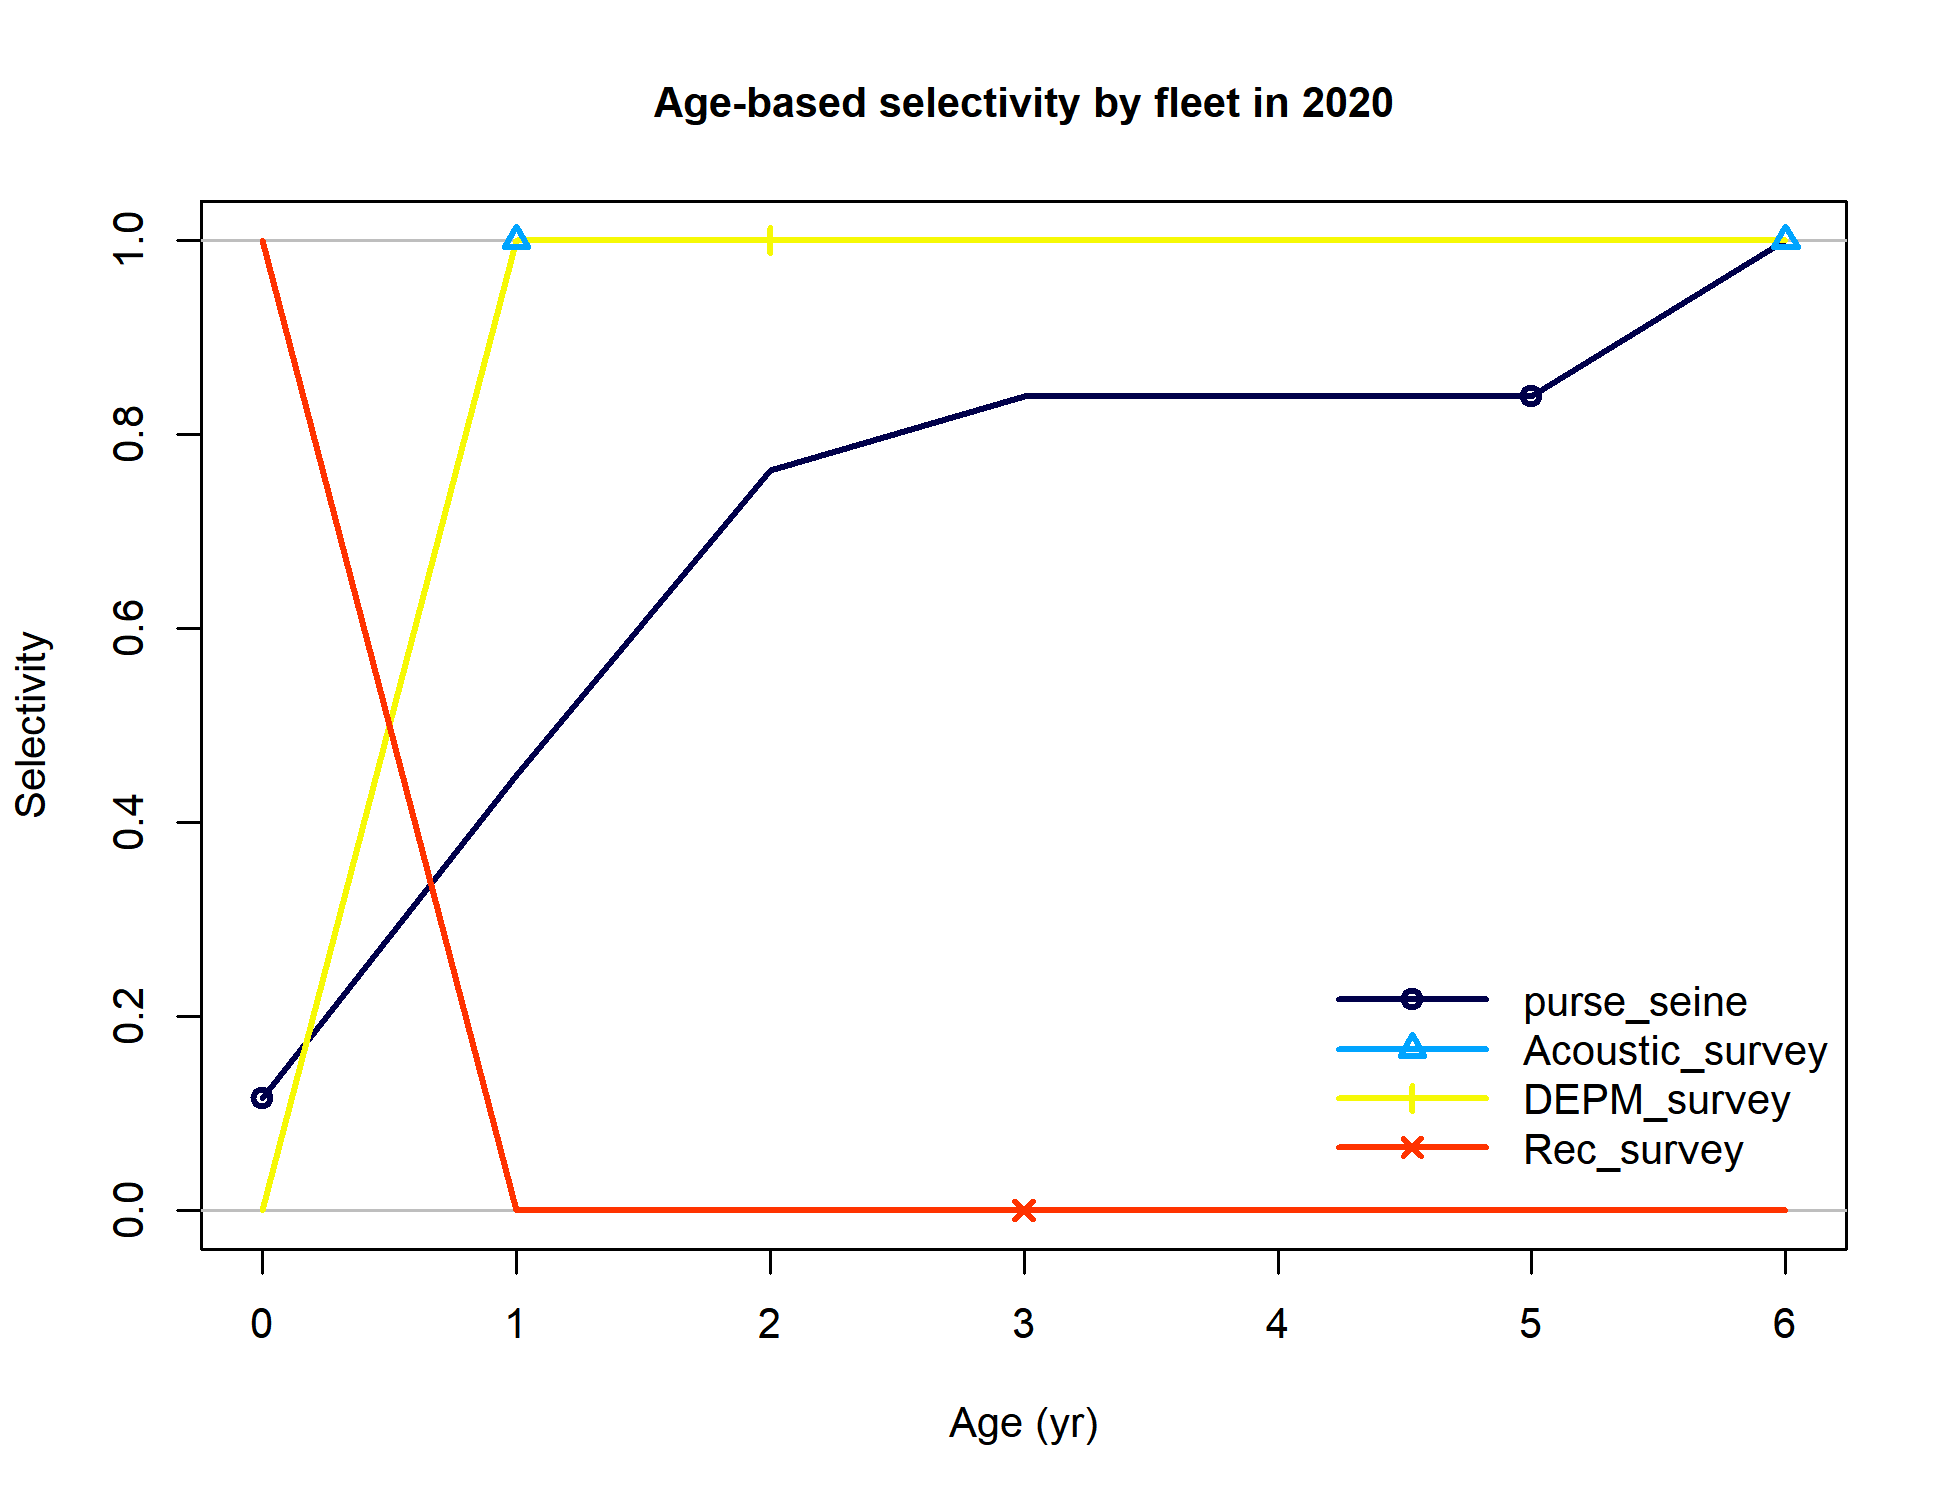 Age-based selectivity by fleet in 2020
Selectivity
1.0
0.8
0.6
0.4
0.2
0.0
purse_seine
Acoustic_survey
DEPM_survey
Rec_survey
0 1 2 3 4 5 6
Age (yr)